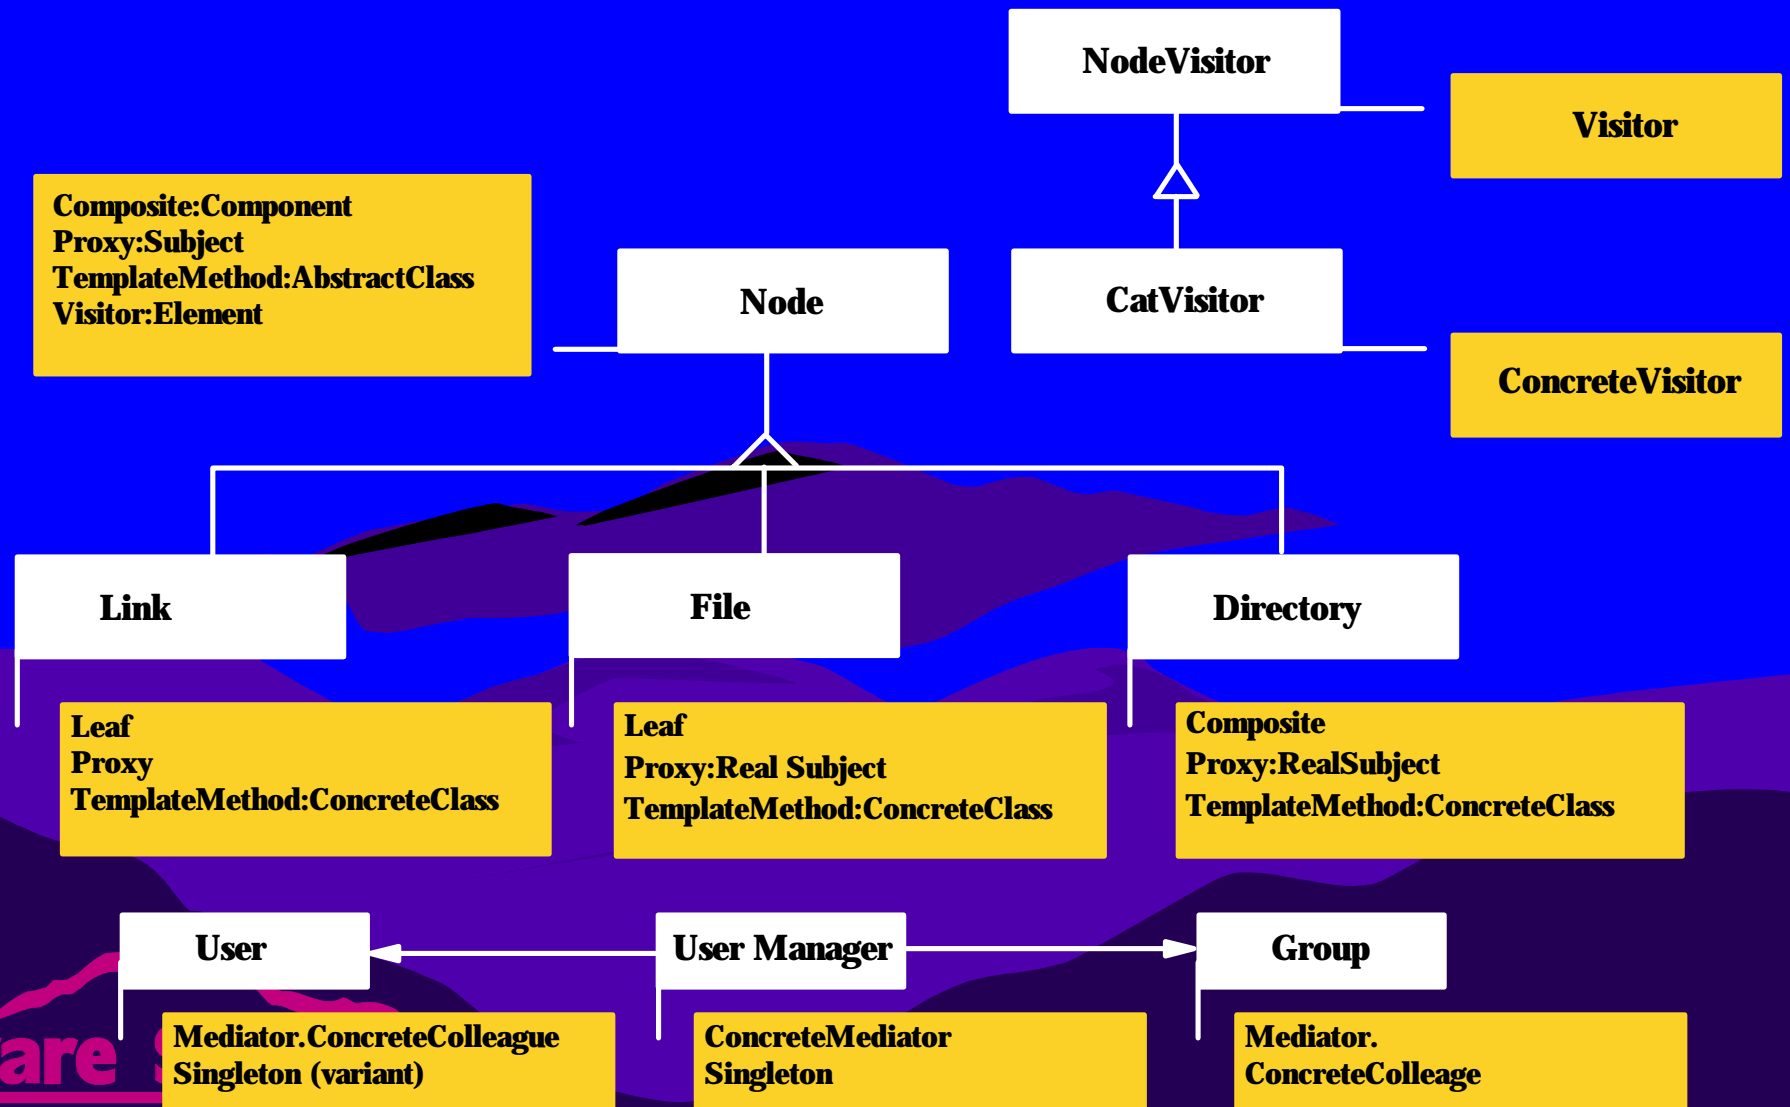 NodeVisitor
Visitor
Composite:Component
Proxy:Subject
TemplateMethod:AbstractClass
Visitor:Element
Node
CatVisitor
ConcreteVisitor
Link
File
Directory
Leaf
Proxy
TemplateMethod:ConcreteClass
Leaf
Proxy:Real Subject
TemplateMethod:ConcreteClass
Composite
Proxy:RealSubject
TemplateMethod:ConcreteClass
User
User Manager
Group
Mediator.ConcreteColleague
Singleton (variant)
ConcreteMediator
Singleton
Mediator.
ConcreteColleage